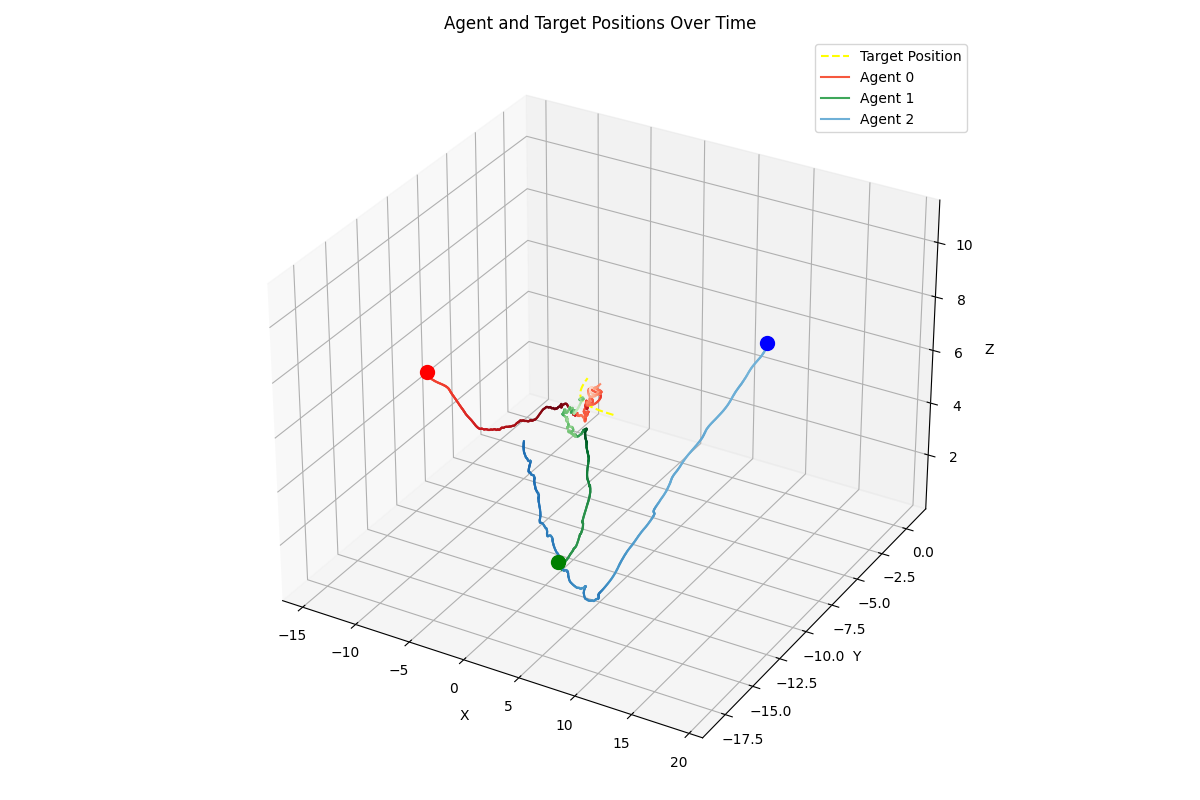 Agent and Target Positions Over Time
Target Position
Agent 0
Agent 1
Agent 2
10
8
6
4
2
Z
0.0
−2.5
−5.0
−7.5
−10.0
−12.5
−15.0
−17.5
Y
−15
−10
−5
0
5
10
15
20
X